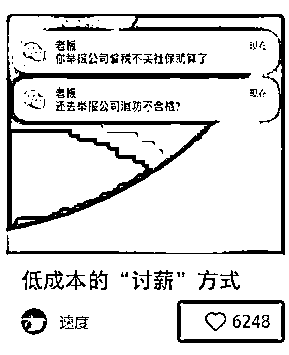 老板
现在
你举报公司偷税不买社保就算了
老板
现在
还去举报公司消防不合格?
低成本的“讨薪”方式
速度
6248